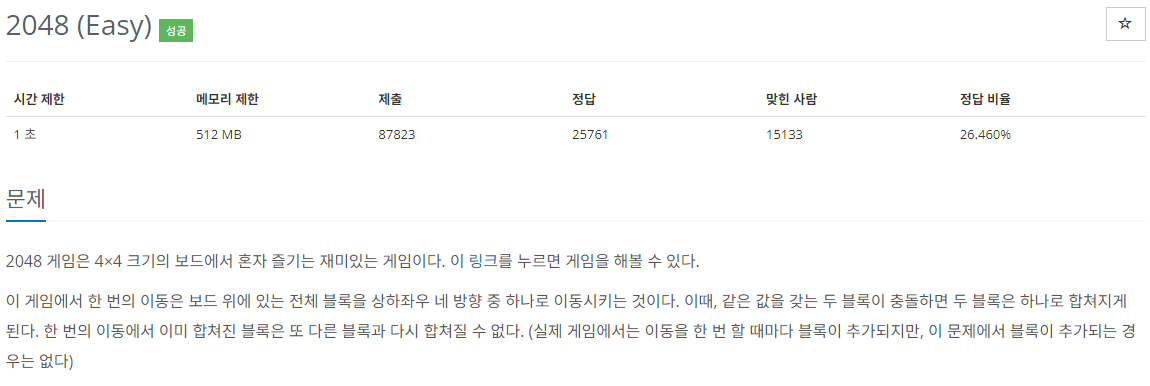 2048 (Easy) 성공
☆
시간 제한 메모리 제한 제출 정답 맞힌 사람 정답 비율
1 초 512 MB 87823 25761 15133 26.460%
문제
2048 게임은 4×4 크기의 보드에서 혼자 즐기는 재미있는 게임이다. 이 링크를 누르면 게임을 해볼 수 있다.
이 게임에서 한 번의 이동은 보드 위에 있는 전체 블록을 상하좌우 네 방향 중 하나로 이동시키는 것이다. 이때, 같은 값을 갖는 두 블록이 충돌하면 두 블록은 하나로 합쳐지게
된다. 한 번의 이동에서 이미 합쳐진 블록은 또 다른 블록과 다시 합쳐질 수 없다. (실제 게임에서는 이동을 한 번 할 때마다 블록이 추가되지만, 이 문제에서 블록이 추가되는 경
우는 없다)